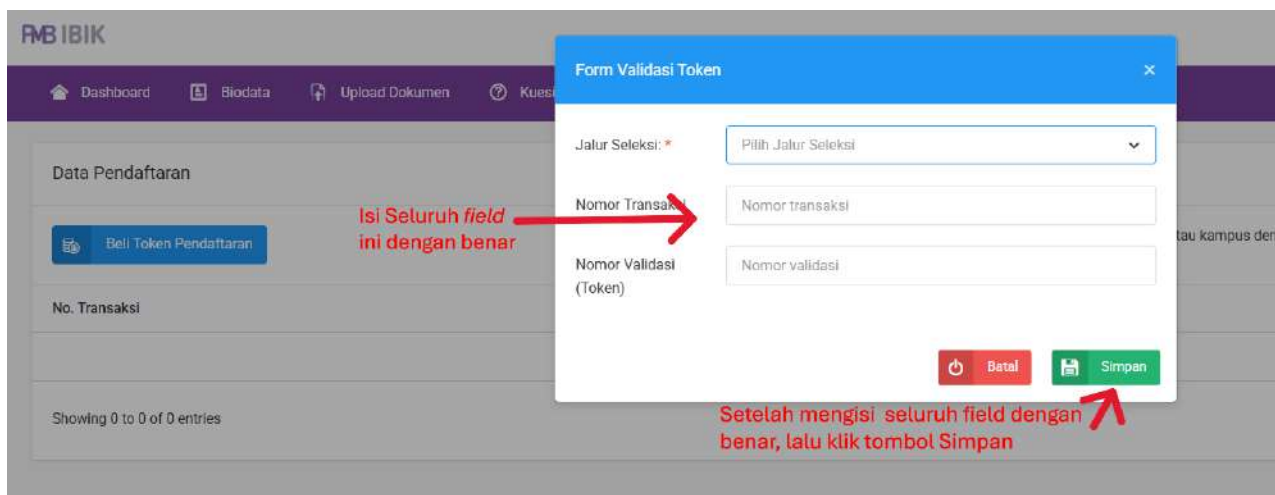 PMB IBIK
Form Validasi Token
Dashboard
Biodata
Upload Dokumen
Kuesi
Jalur Seleksi: *
Pilih Jalur Seleksi
Data Pendaftaran
Nomor Transaksi
Nomor transaksi
Isi Seluruh field
ini dengan benar
Beli Token Pendaftaran
tau kampus den
Nomor Validasi
(Token)
Nomor validasi
No. Transaksi
Batal
Simpan
Showing 0 to 0 of 0 entries
Setelah mengisi seluruh field dengan
benar, lalu klik tombol Simpan